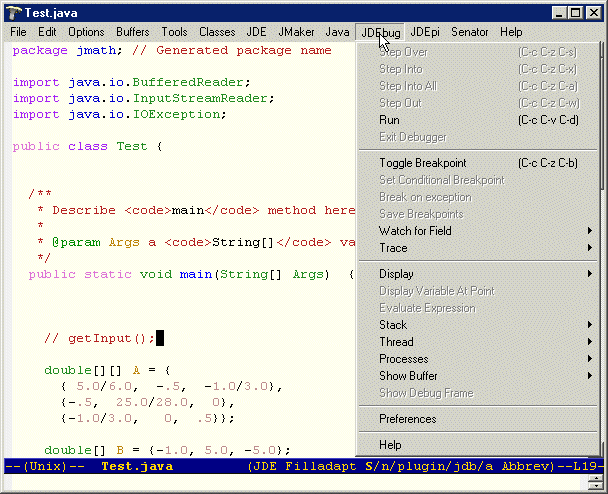 Test.java
File Edit Options Buffers Tools Classes JDE JMaker Java JDEbug JDEpi Senator Help
package jmath; // Generated package name
import java.io.BufferedReader;
import java.io.InputStreamReader;
import java.io.IOException;
public class Test {
/**
* Describe <code>main</code> method here
*
* @param Args a <code>String[]</code> va
*/
public static void main(String[] Args) {
// getInput();
double[][] A = {
{ 5.0/6.0, -.5, -1.0/3.0},
{-.5, 25.0/28.0, 0},
{-1.0/3.0, 0, .5}};
double[] B = {-1.0, 5.0, -5.0};
Step Over (C-c C-z C-s)
Step Into (C-c C-z C-x)
Step Into All (C-c C-z C-a)
Step Out (C-c C-z C-w)
Run (C-c C-v C-d)
Exit Debugger
Toggle Breakpoint (C-c C-z C-b)
Set Conditional Breakpoint
Break on exception
Save Breakpoints
Watch for Field
Trace
Display
Display Variable At Point
Evaluate Expression
Stack
Thread
Processes
Show Buffer
Show Debug Frame
Preferences
Help
--(Unix)-- Test.java (JDE Filladapt S/n/plugin/jdb/a Abbrev)--L19-